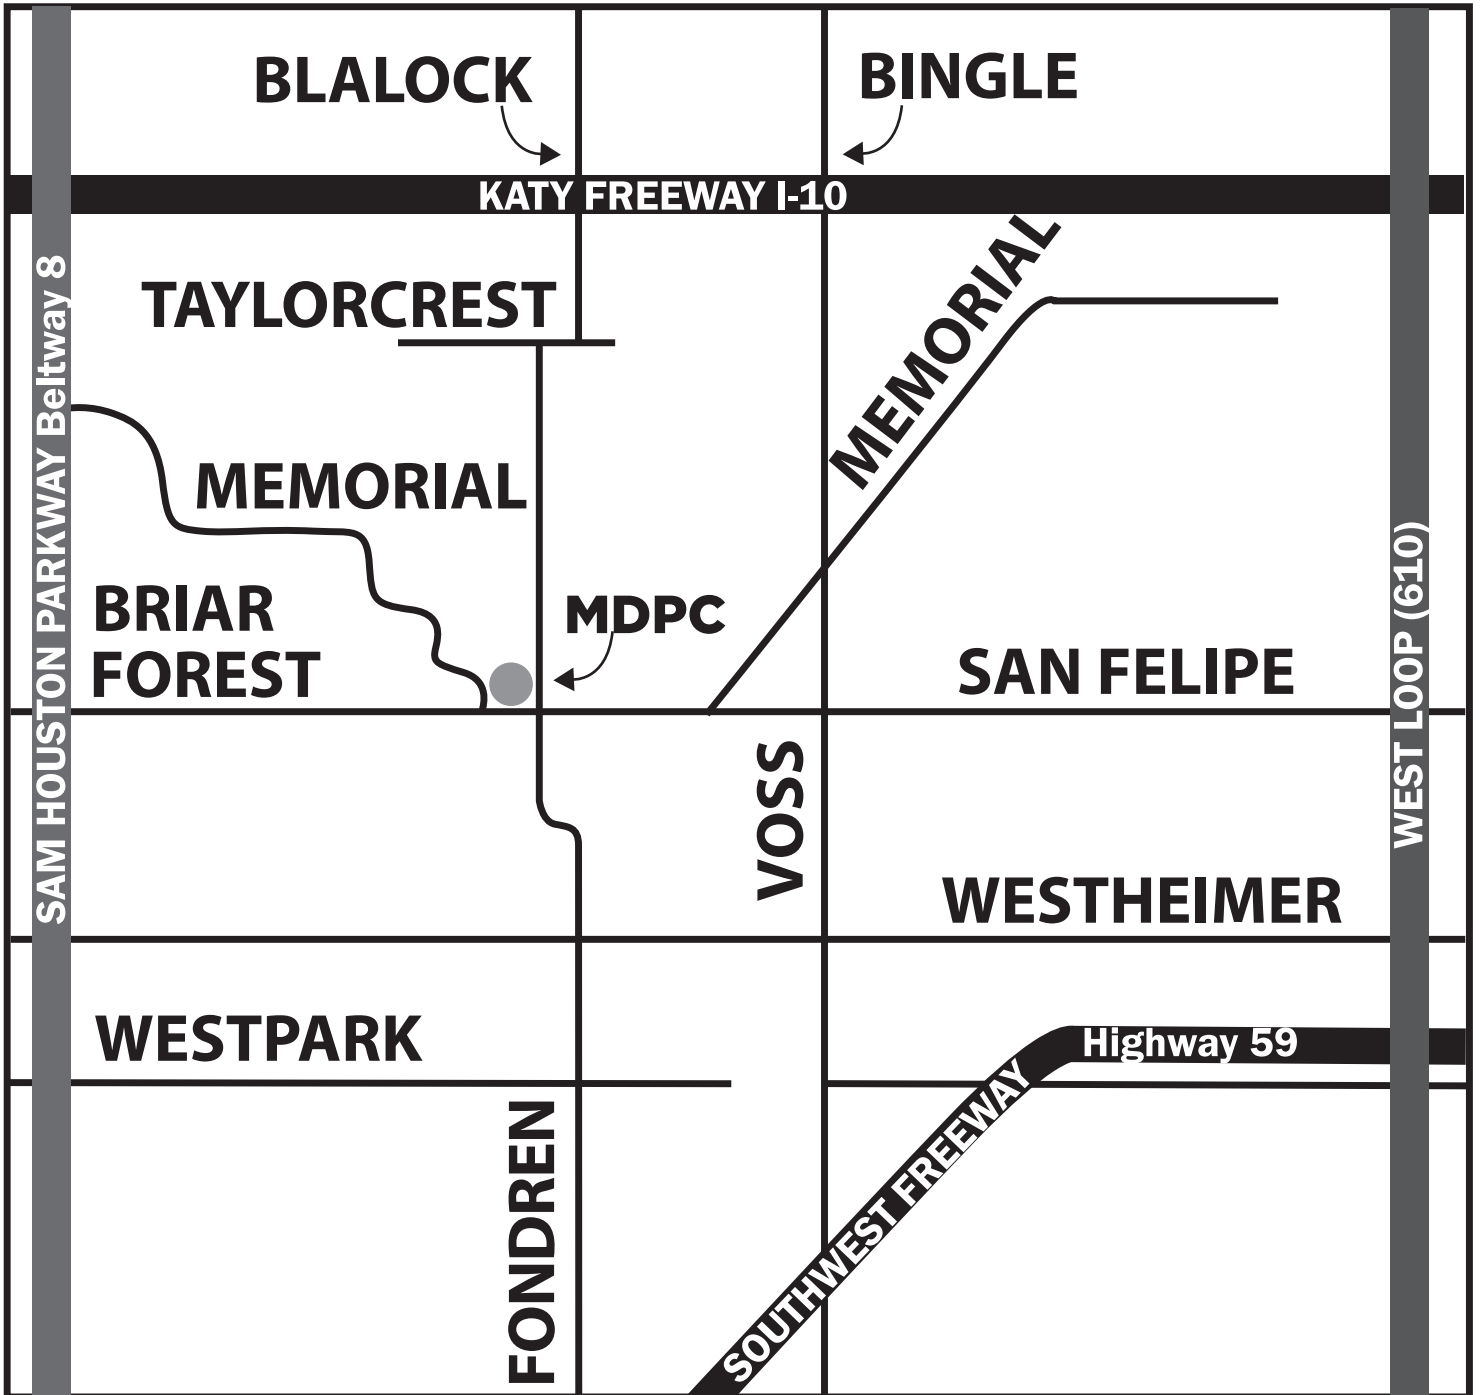 BLALOCK
BINGLE
KATY FREEWAY I-10
SAM HOUSTON PARKWAY Beltway 8
TAYLORCREST
MEMORIAL
MEMORIAL
BRIAR
FOREST
MDPC
SAN FELIPE
WEST LOOP (610)
VOSS
WESTHEIMER
WESTPARK
Highway 59
SOUTHWEST FREEWAY
FONDREN